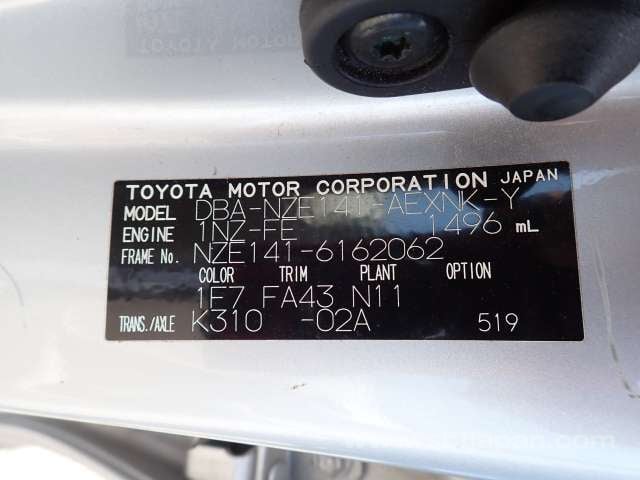 TOYOTA MOTOR CORPORATION JAPAN
MODEL DBA-NZE141-AEXNK-Y
ENGINE 1NZ-FE 1496 mL
FRAME No. NZE141-6162062
COLOR TRIM PLANT OPTION
1E7 FA43 N11
TRANS./AXLE K310 -02A 519